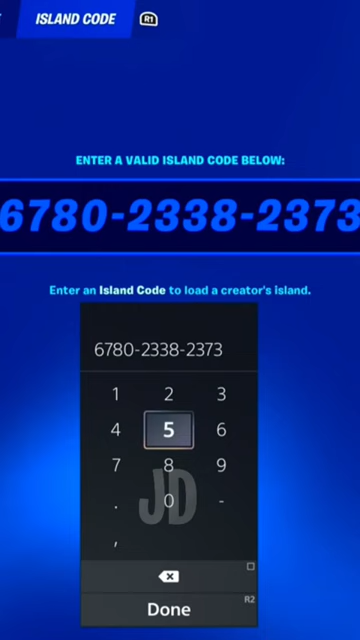 ISLAND CODE R1
ENTER A VALID ISLAND CODE BELOW:
6780-2338-2373
Enter an Island Code to load a creator's island.
6780-2338-2373
1 2 3
4 5 6
7 8 9
. 0 -
,
JD
Done R2